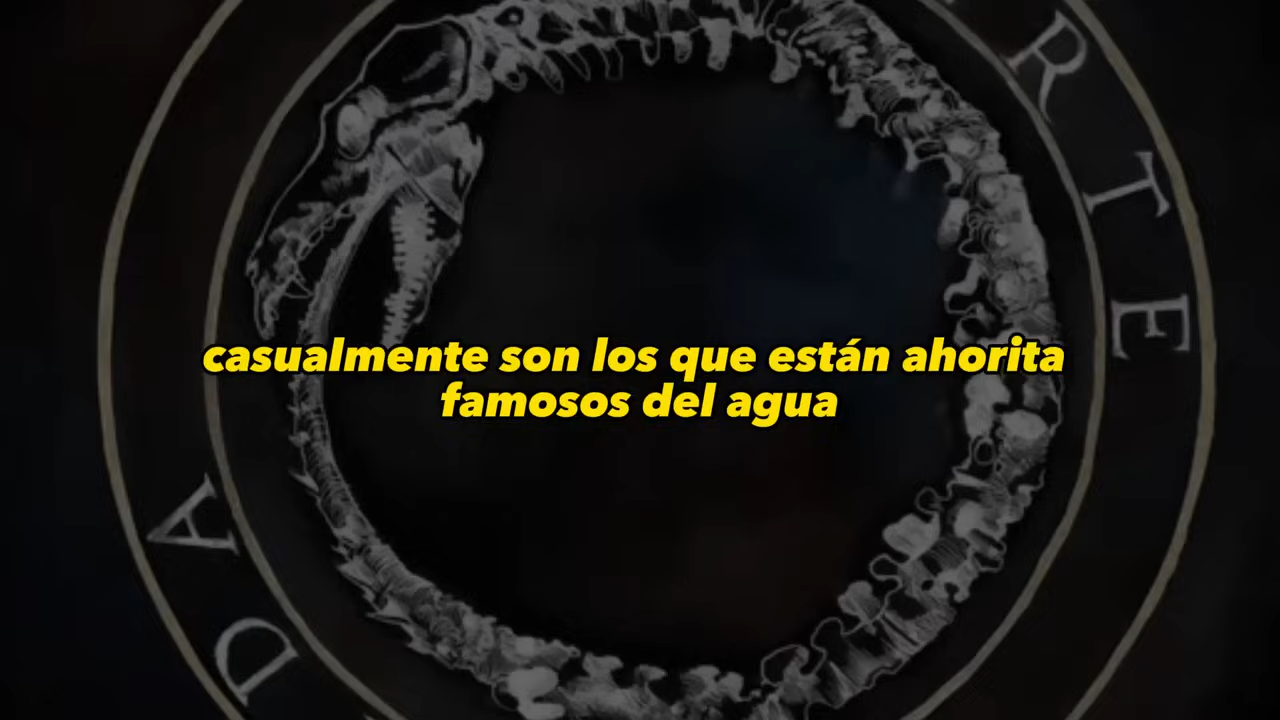 casualmente son los que están ahorita
famosos del agua
R T E
A D